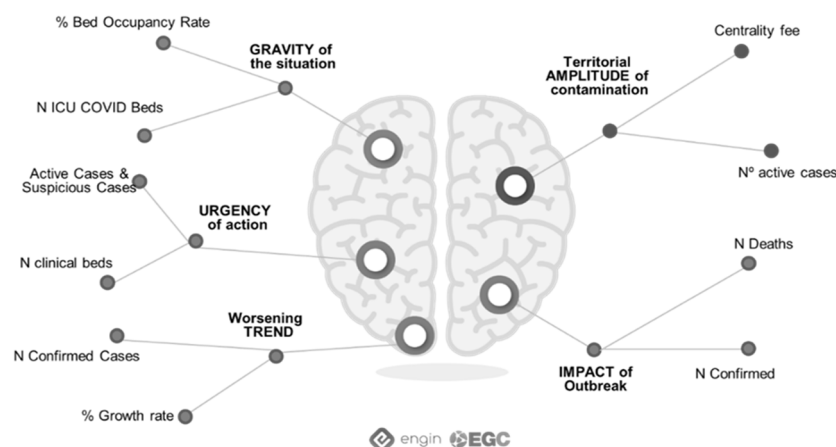 % Bed Occupancy Rate
GRAVITY of
the situation
N ICU COVID Beds
Active Cases &
Suspicious Cases
URGENCY
of action
N clinical beds
Worsening
TREND
N Confirmed Cases
% Growth rate
Centrality fee
Territorial
AMPLITUDE of
contamination
Nº active cases
N Deaths
IMPACT of
Outbreak
N Confirmed
engin
EGC